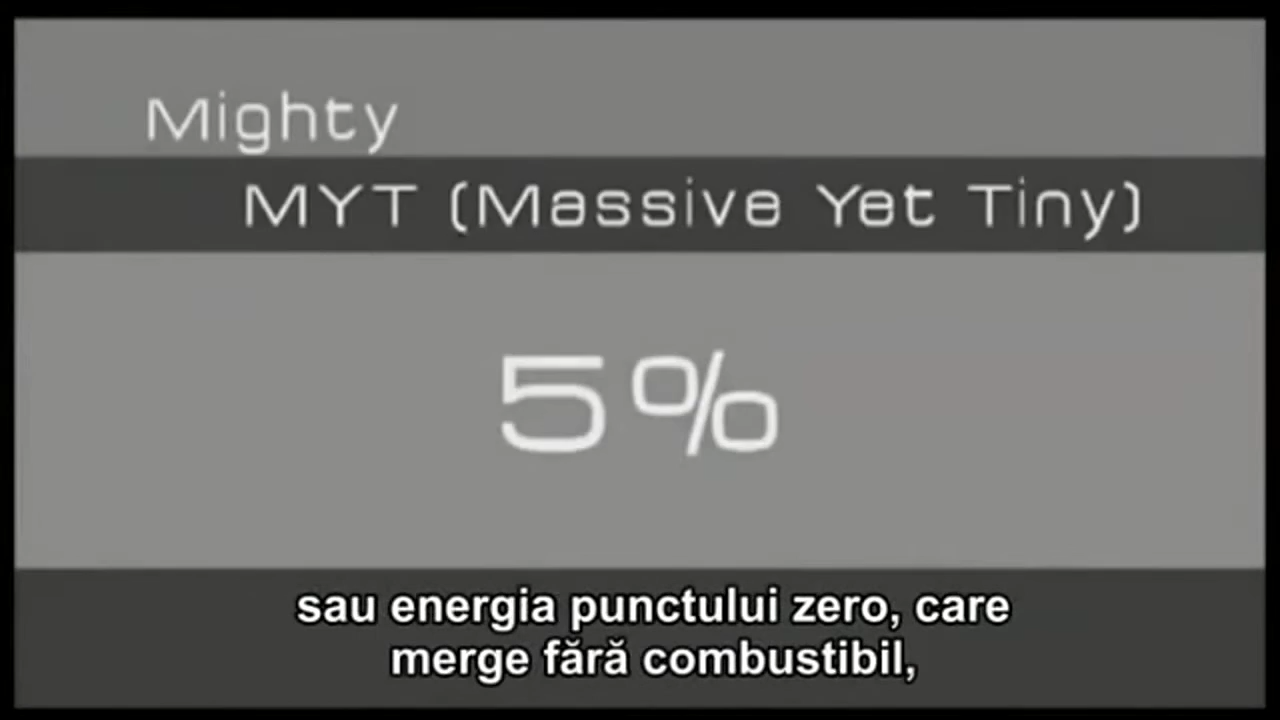 Mighty
MYT (Massive Yet Tiny)
5%
sau energia punctului zero, care
merge fără combustibil,